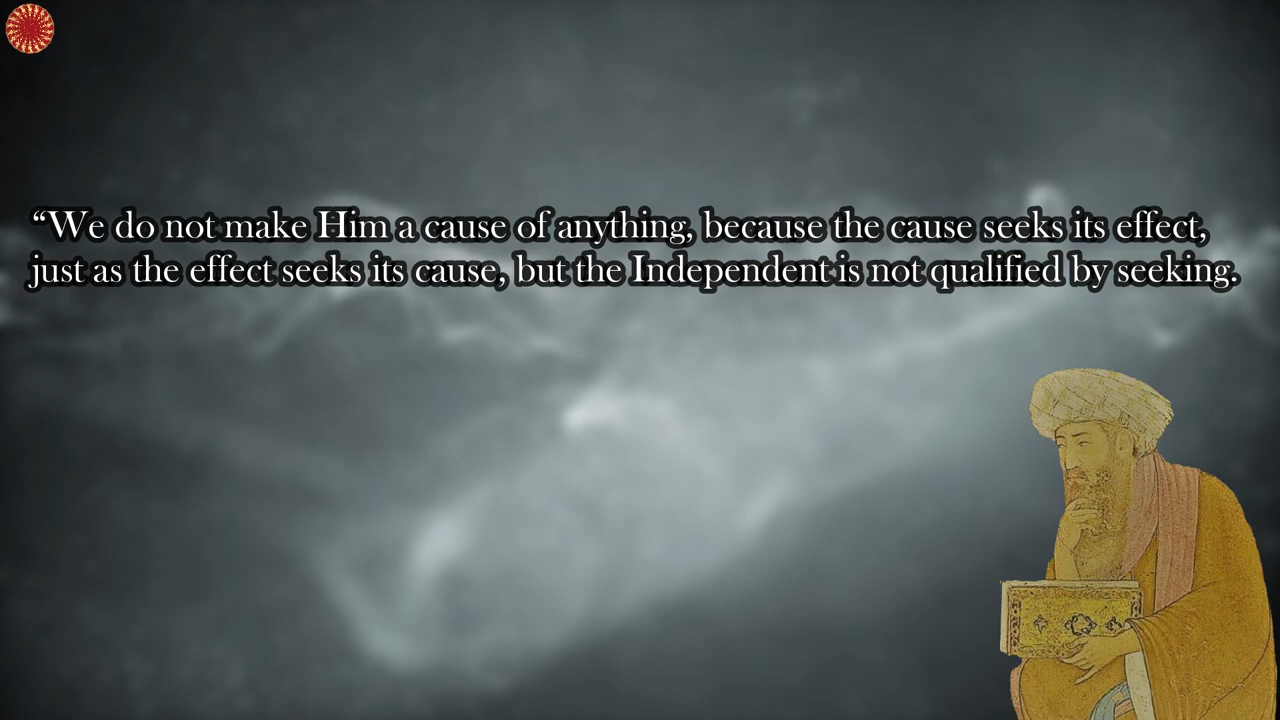 “We do not make Him a cause of anything, because the cause seeks its effect,
just as the effect seeks its cause, but the Independent is not qualified by seeking.